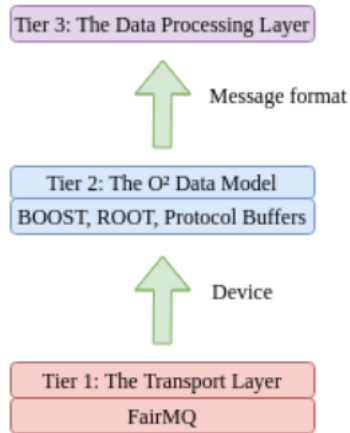 Tier 3: The Data Processing Layer
Message format
Tier 2: The O² Data Model
BOOST, ROOT, Protocol Buffers
Device
Tier 1: The Transport Layer
FairMQ